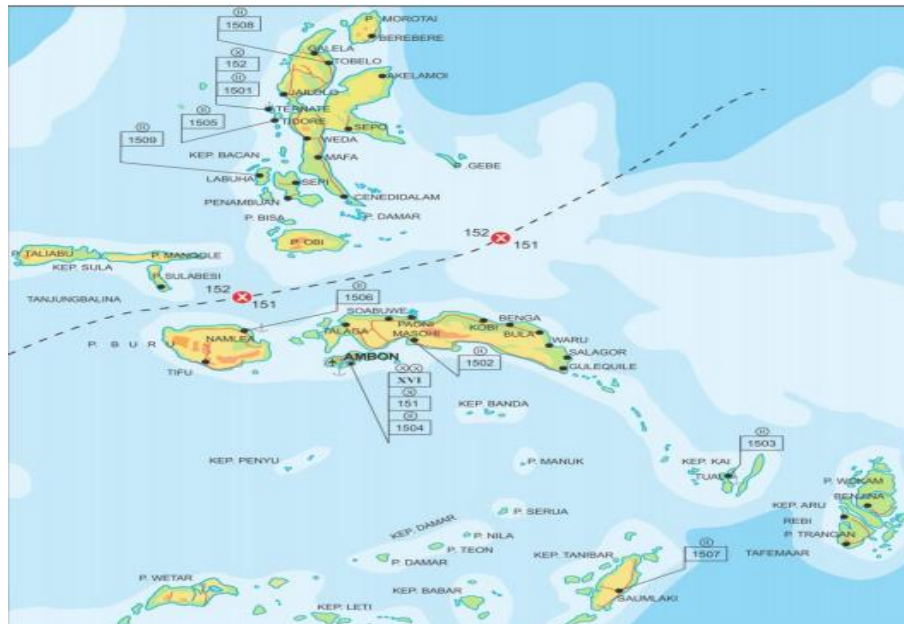 P. MOROTAI
1508
BEREBERE
GALELA
TOBELO
152
AKELAMOI
1501
JAILOLO
TERNATE
1505
TIDORE
SEPO
1509
WEDA
KEP. BACAN
MAFA
P. GEBE
LABUHA
SEPI
PENAMBUAN
CENEDIDALAM
P. BISA
P. DAMAR
152
151
P. OBI
P. TALIABU
P. MANGOLE
KEP. SULA
P. SULABESI
TANJUNGBALINA
152
151
1506
SOABUWE
BENGA
PAONI
KOBI
NAMLEA
TALAGA
MASOHI
BULA
WARU
P. BURU
AMBON
SALAGOR
TIFU
1502
GULEQUILE
XVI
151
KEP. BANDA
1504
1503
KEP. PENYU
P. MANUK
KEP. KAI
TUAL
P. WOKAM
BENJINA
KEP. ARU
REBI
P. SERUA
KEP. DAMAR
P. NILA
P. TRANGAN
P. TEON
KEP. TANIBAR
1507
TAFEMAAR
P. DAMAR
P. WETAR
KEP. BABAR
SAUMLAKI
KEP. LETI